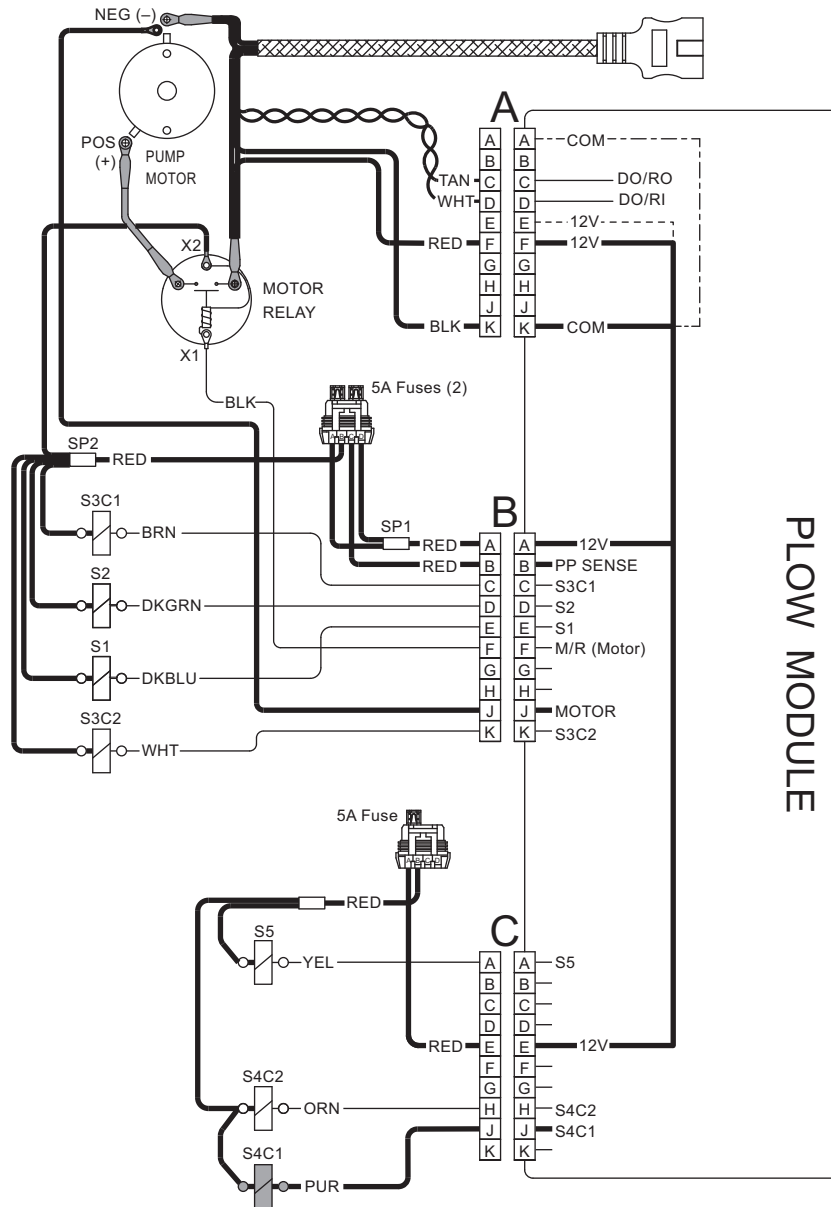 NEG (–)
POS
(+)
PUMP
MOTOR
A
A
B
C
D
E
F
G
H
J
K
A
B
C
D
E
F
G
H
J
K
COM
TAN
DO/RO
WHT
DO/RI
12V
RED
12V
BLK
COM
X2
MOTOR
RELAY
X1
BLK
5A Fuses (2)
A B C D
SP2
RED
S3C1
BRN
S2
DKGRN
S1
DKBLU
S3C2
WHT
SP1
RED
RED
B
A
B
C
D
E
F
G
H
J
K
A
B
C
D
E
F
G
H
J
K
12V
PP SENSE
S3C1
S2
S1
M/R (Motor)
MOTOR
S3C2
PLOW MODULE
5A Fuse
A B C D
RED
S5
YEL
RED
S4C2
ORN
S4C1
PUR
C
A
B
C
D
E
F
G
H
J
K
A
B
C
D
E
F
G
H
J
K
S5
12V
S4C2
S4C1